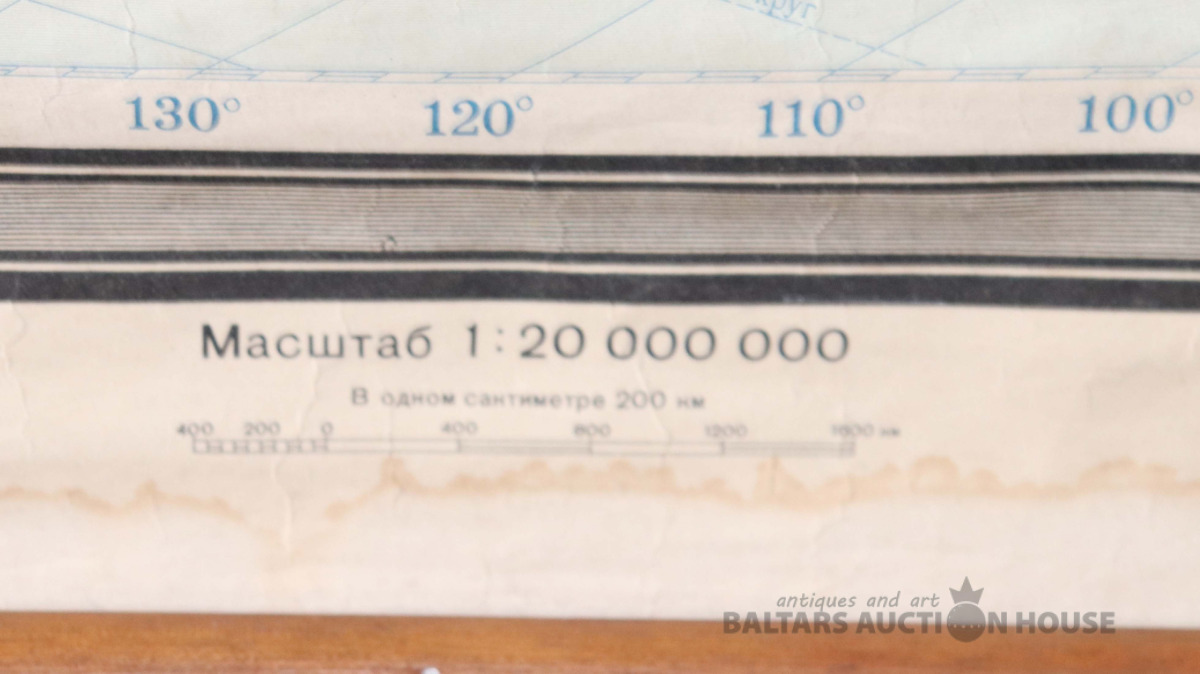 круг
130° 120° 110° 100°
Масштаб 1:20 000 000
В одном сантиметре 200 км
400 200 0 400 800 1200 1600 км
antiques and art
BALTARS AUCTION HOUSE